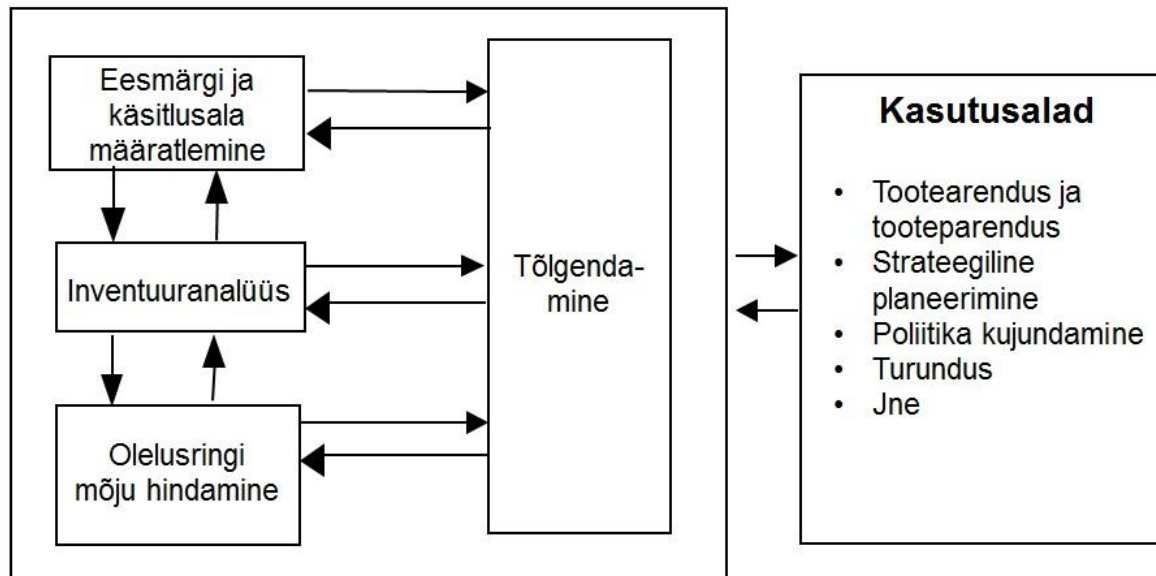 Eesmärgi ja
käsitlusala
määratlemine
Inventuuranalüüs
Olelusringi
mõju hindamine
Tõlgenda-
mine
Kasutusalad
• Tootearendus ja
tooteparendus
• Strateegiline
planeerimine
• Poliitika kujundamine
• Turundus
• Jne